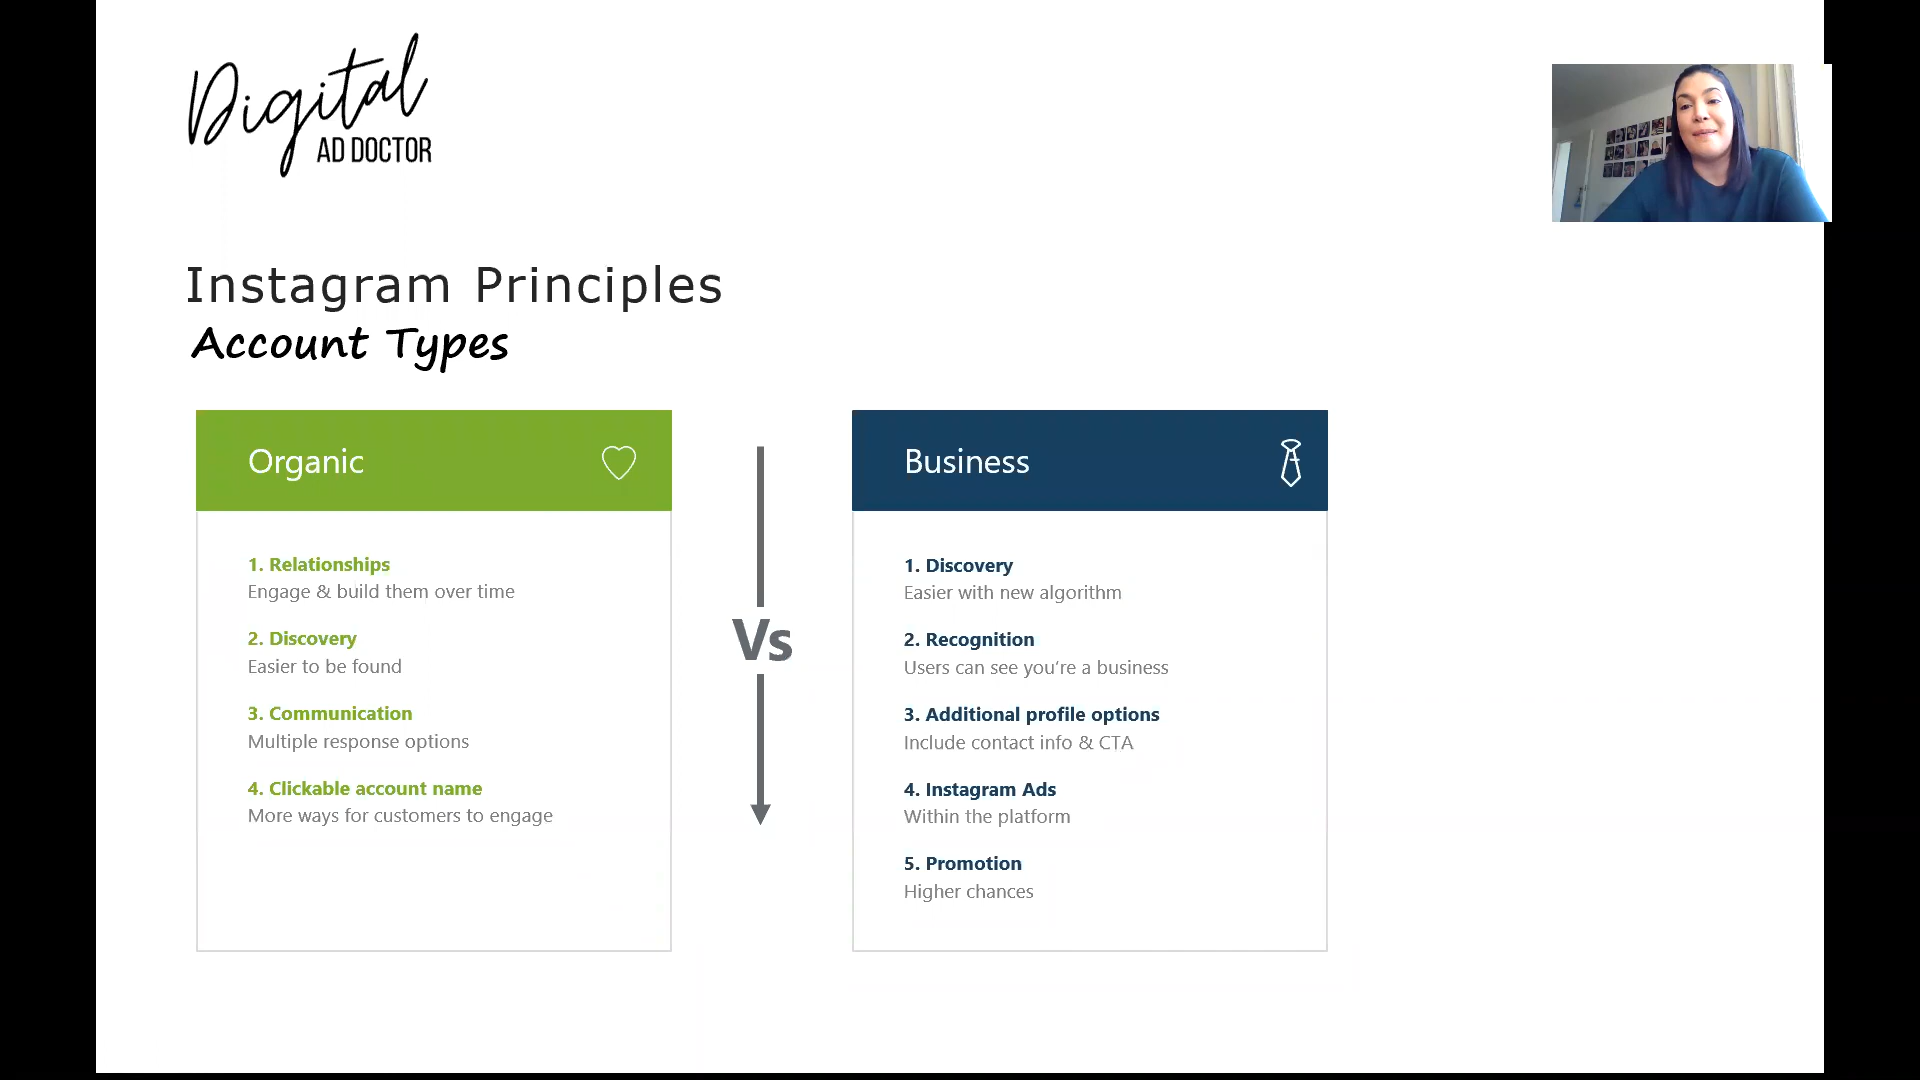 Digital
AD DOCTOR
Instagram Principles
Account Types
Organic
1. Relationships
Engage & build them over time
2. Discovery
Easier to be found
3. Communication
Multiple response options
4. Clickable account name
More ways for customers to engage
Vs
Business
1. Discovery
Easier with new algorithm
2. Recognition
Users can see you’re a business
3. Additional profile options
Include contact info & CTA
4. Instagram Ads
Within the platform
5. Promotion
Higher chances